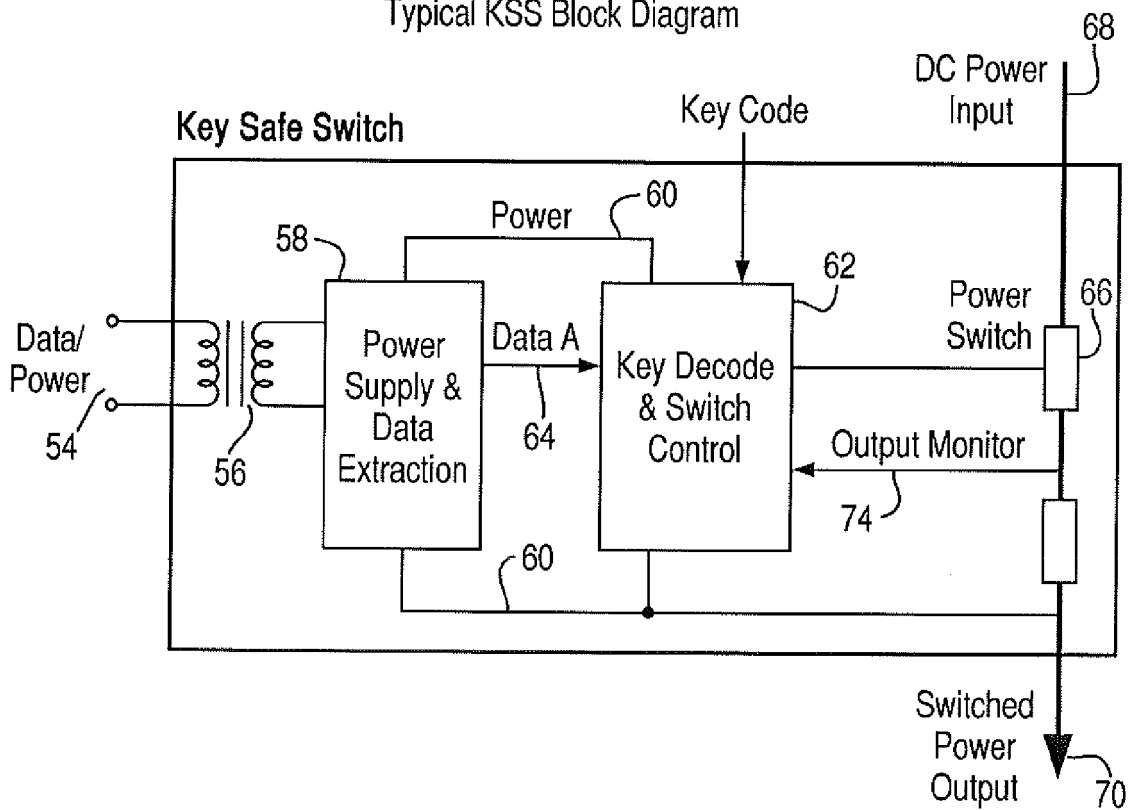 Typical KSS Block Diagram
68
DC Power
Input
Key Code
Key Safe Switch
Power
60
58
62
Power
Switch
66
Data/
Power
54
56
Power
Supply &
Data
Extraction
Data A
64
Key Decode
& Switch
Control
Output Monitor
74
60
Switched
Power
Output
70